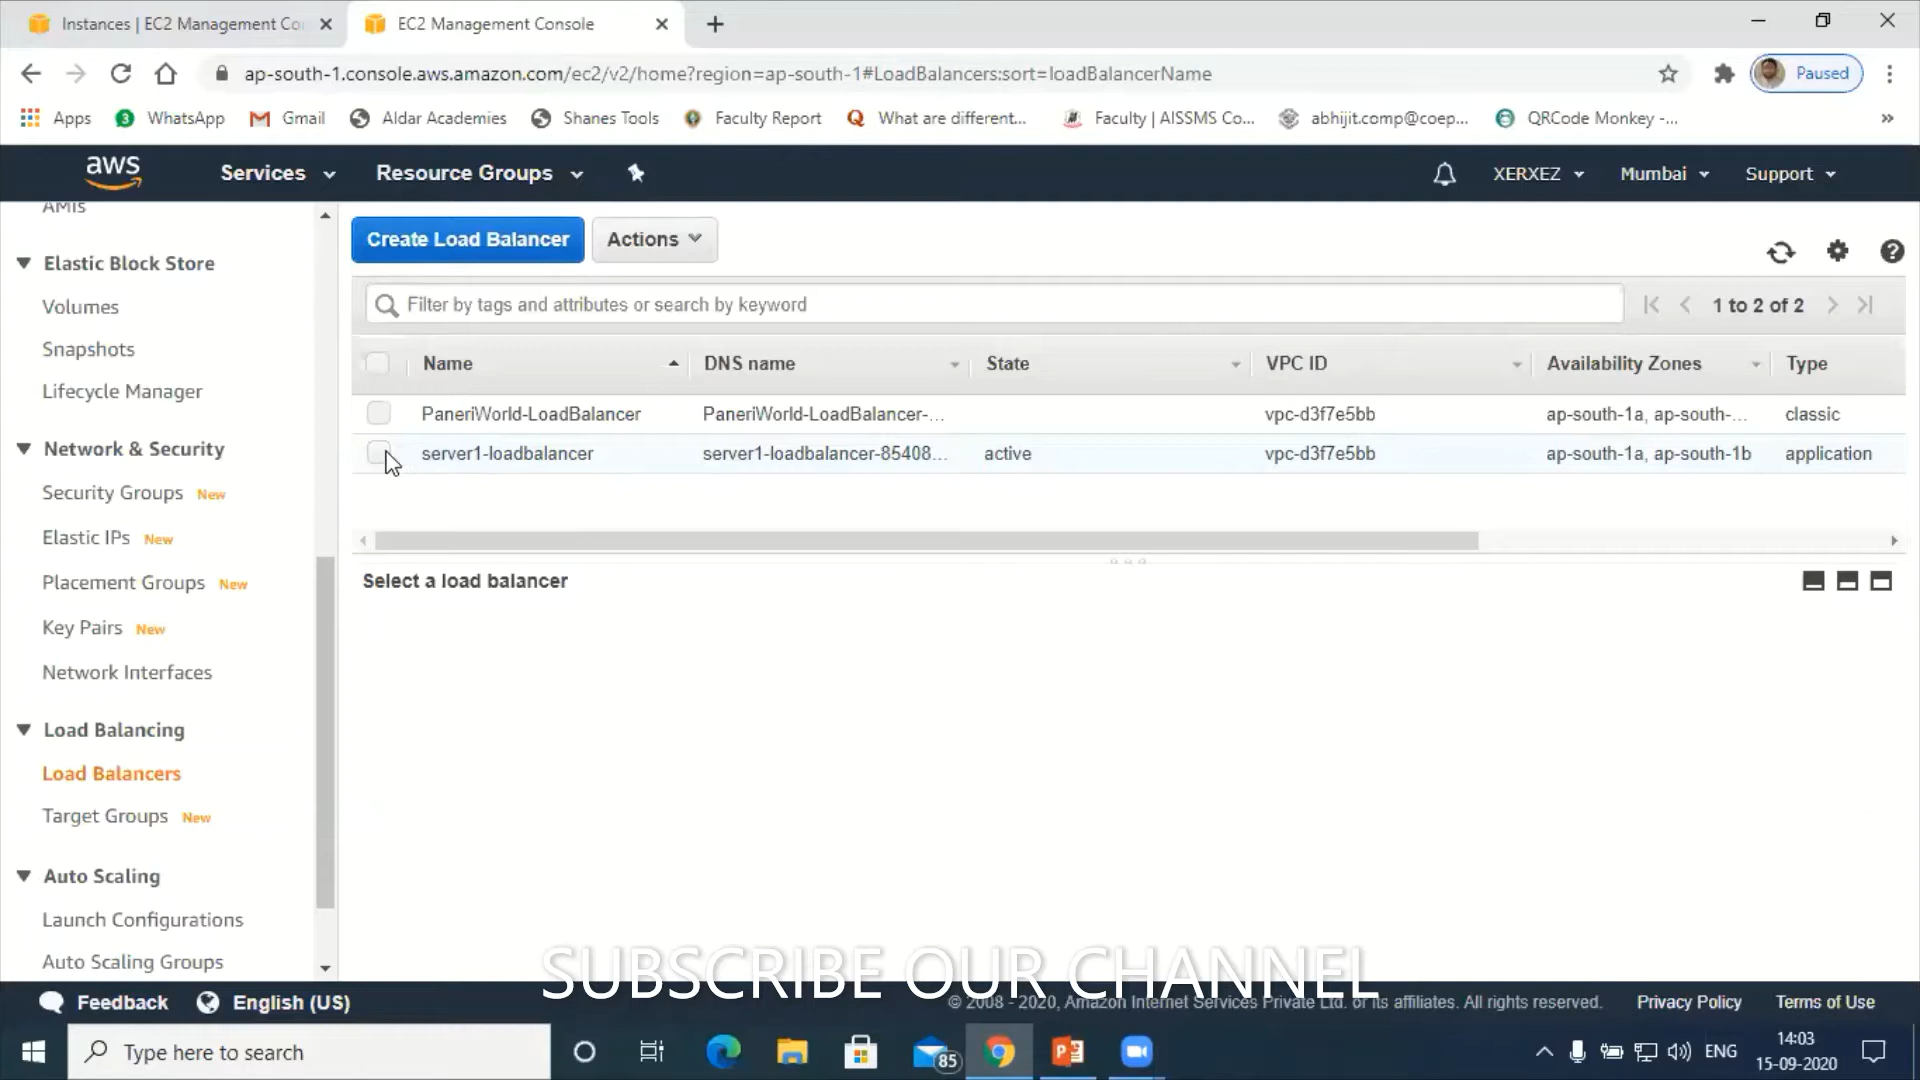 Instances | EC2 Management Co
EC2 Management Console
ap-south-1.console.aws.amazon.com/ec2/v2/home?region=ap-south-1#LoadBalancers:sort=loadBalancerName
Paused
Apps
3
WhatsApp
Gmail
Aldar Academies
Shanes Tools
Faculty Report
What are different...
Faculty | AISSMS Co...
abhijit.comp@coep...
QRCode Monkey -...
»
aws
Services
Resource Groups
XERXEZ
Mumbai
Support
AMIs
Elastic Block Store
Volumes
Snapshots
Lifecycle Manager
Network & Security
Security Groups New
Elastic IPs New
Placement Groups New
Key Pairs New
Network Interfaces
Load Balancing
Load Balancers
Target Groups New
Auto Scaling
Launch Configurations
Auto Scaling Groups
Create Load Balancer
Actions
Filter by tags and attributes or search by keyword
1 to 2 of 2
Name DNS name State VPC ID Availability Zones Type
PaneriWorld-LoadBalancer PaneriWorld-LoadBalancer-... vpc-d3f7e5bb ap-south-1a, ap-south-... classic
server1-loadbalancer server1-loadbalancer-85408... active vpc-d3f7e5bb ap-south-1a, ap-south-1b application
Select a load balancer
SUBSCRIBE OUR CHANNEL
Feedback
English (US)
© 2008 - 2020, Amazon Internet Services Private Ltd. or its affiliates. All rights reserved.
Privacy Policy
Terms of Use
Type here to search
85
ENG
14:03
15-09-2020